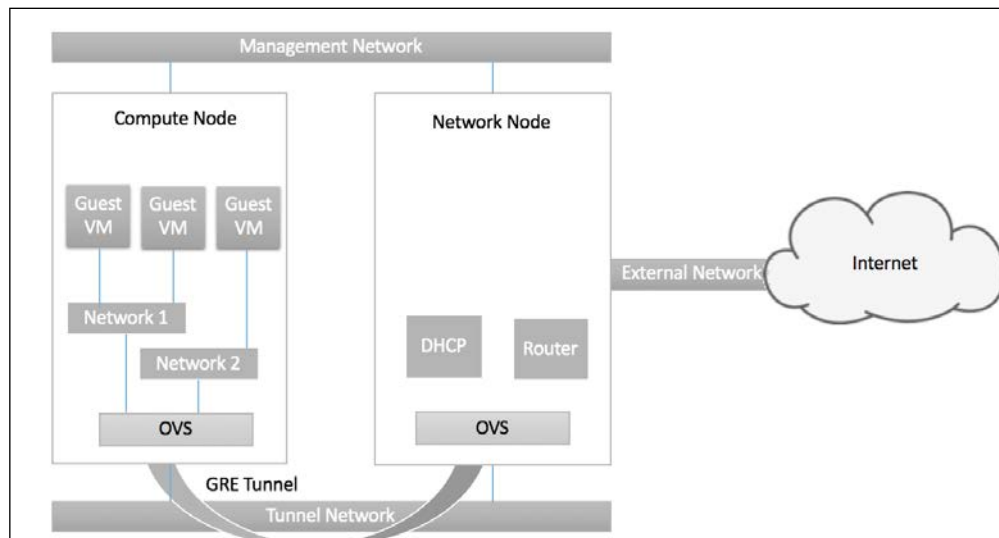 Management Network
Compute Node
Network Node
Guest
VM
Guest
VM
Guest
VM
External Network
Internet
Network 1
DHCP
Router
Network 2
OVS
OVS
GRE Tunnel
Tunnel Network